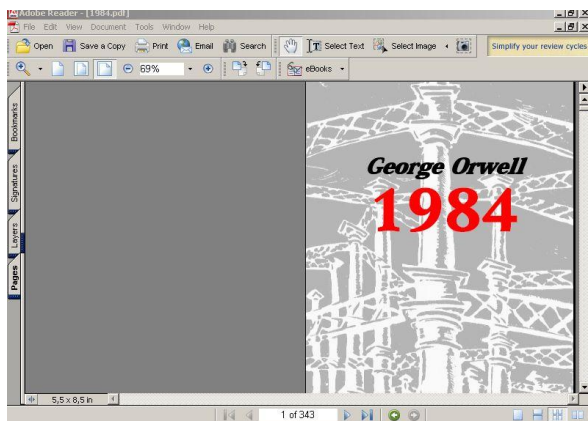 Adobe Reader - [1984.pdf]
File Edit View Document Tools Window Help
Open Save a Copy Print Email Search Select Text Select Image Simplify your review cycles
69% eBooks
Bookmarks
Signatures
Layers
Pages
George Orwell
1984
5,5 x 8,5 in
1 of 343